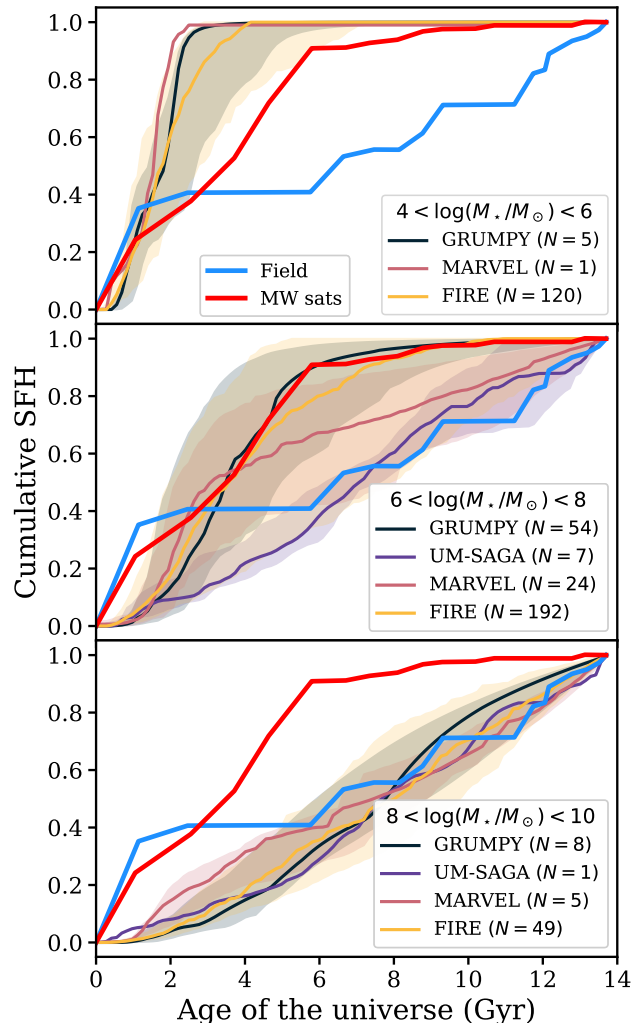 Cumulative SFH
1.0
0.8
0.6
0.4
0.2
0.0
4 < log(M⋆/M⊙) < 6
GRUMPY (N = 5)
MARVEL (N = 1)
FIRE (N = 120)
Field
MW sats
1.0
0.8
0.6
0.4
0.2
0.0
6 < log(M⋆/M⊙) < 8
GRUMPY (N = 54)
UM-SAGA (N = 7)
MARVEL (N = 24)
FIRE (N = 192)
1.0
0.8
0.6
0.4
0.2
0.0
8 < log(M⋆/M⊙) < 10
GRUMPY (N = 8)
UM-SAGA (N = 1)
MARVEL (N = 5)
FIRE (N = 49)
0 2 4 6 8 10 12 14
Age of the universe (Gyr)